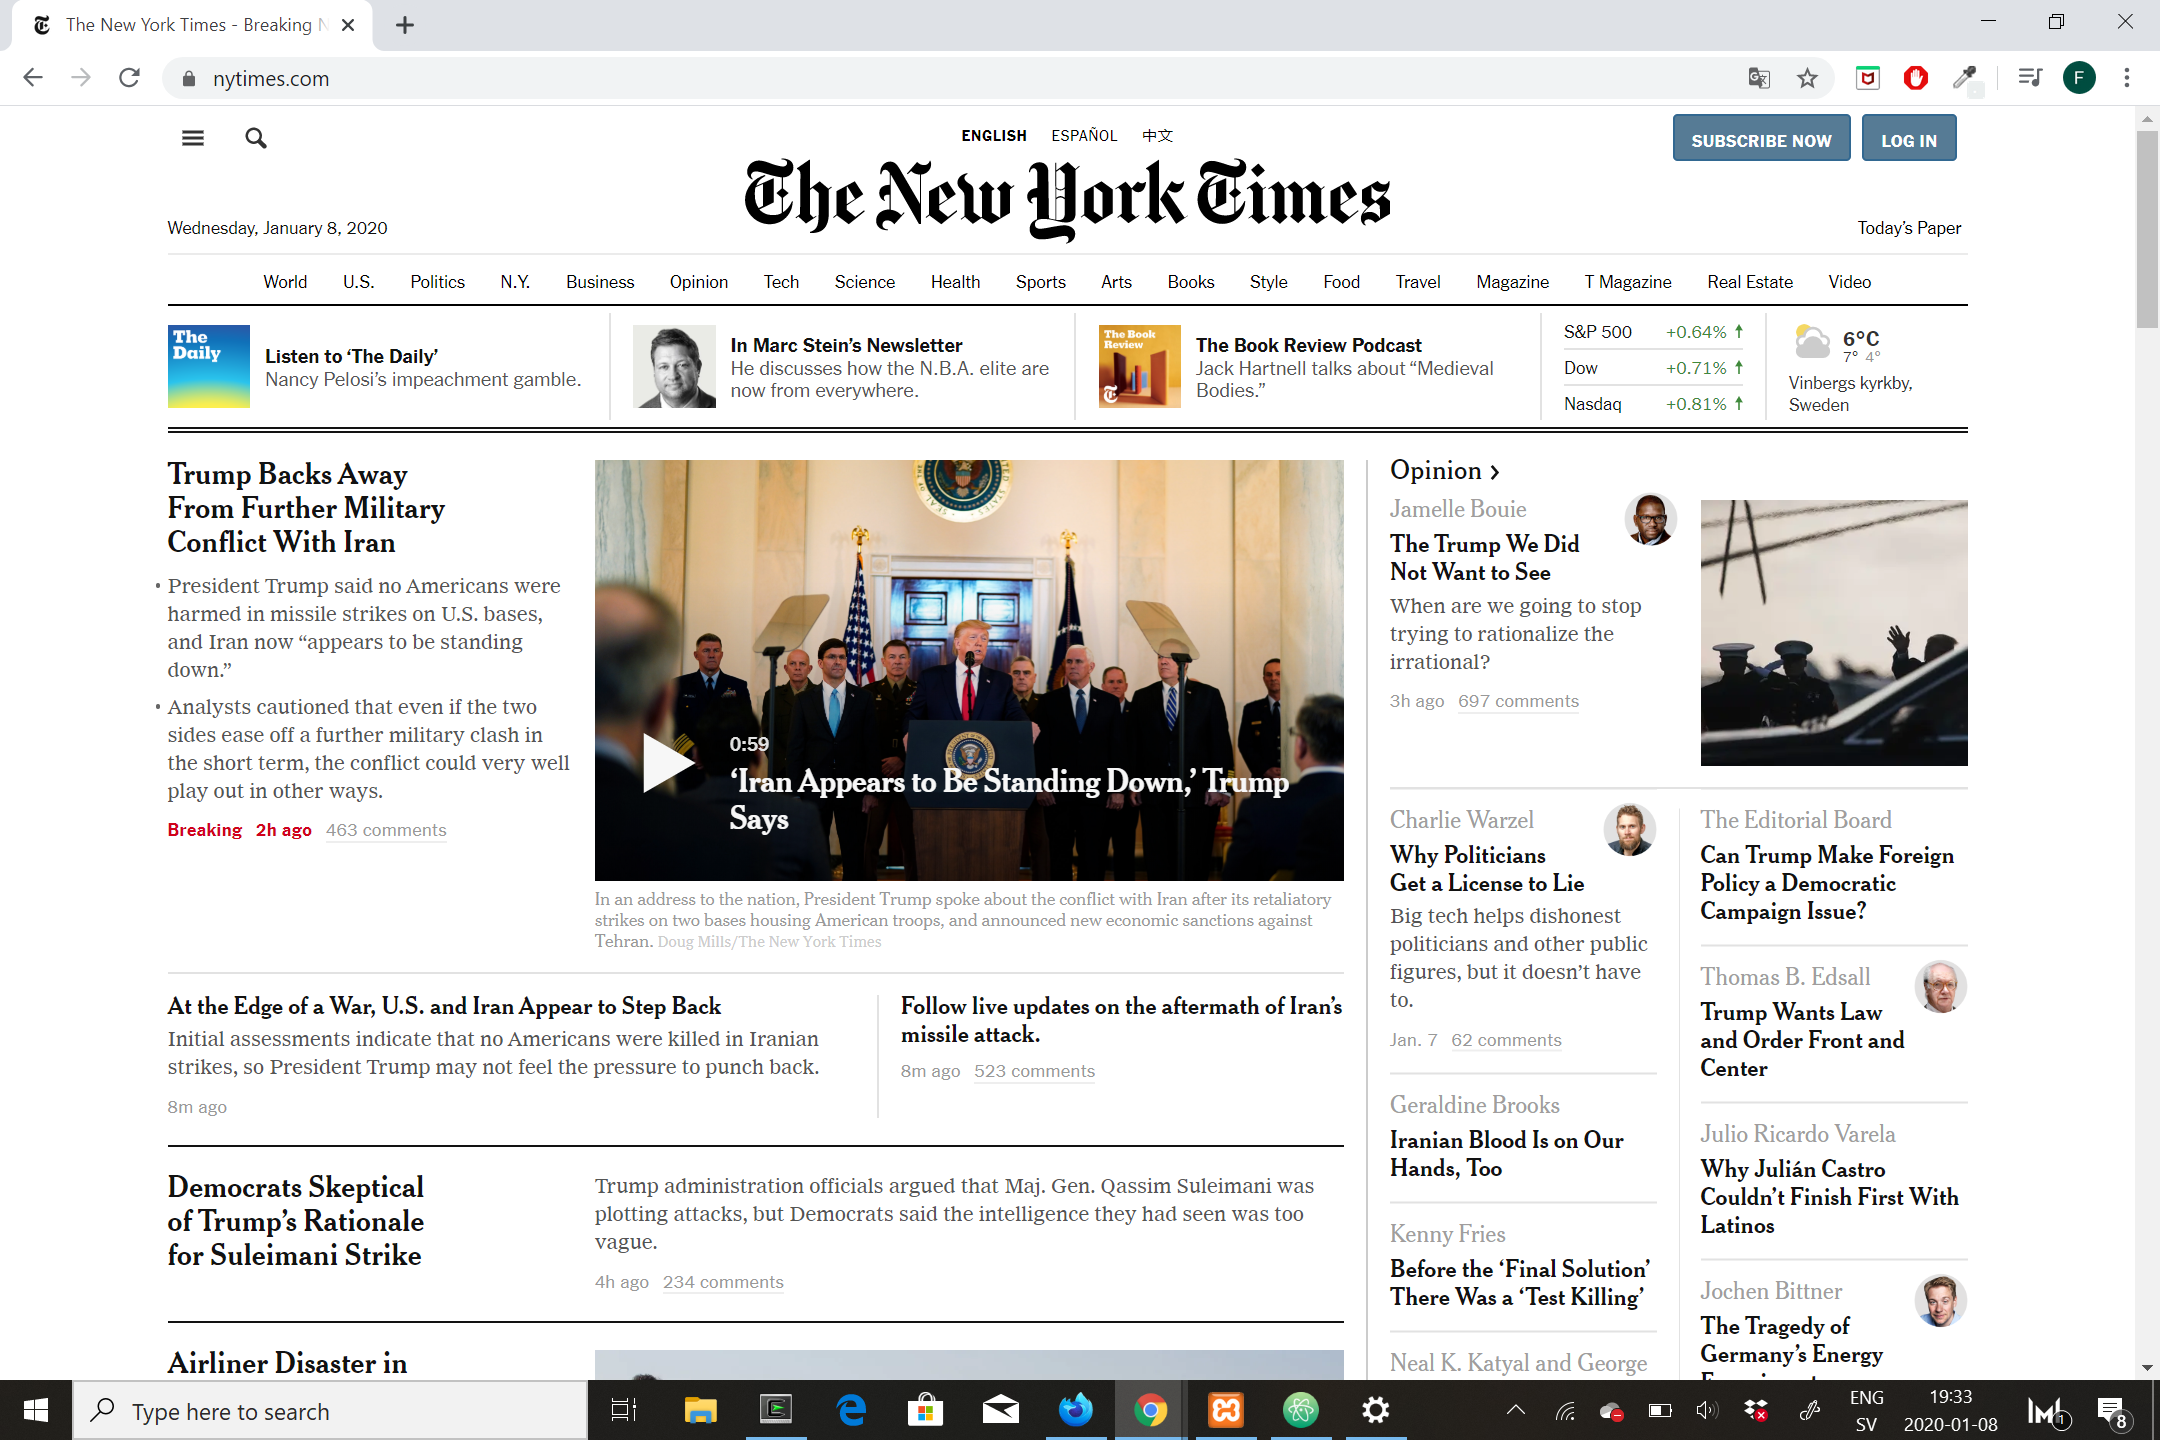 The New York Times - Breaking N
nytimes.com
F
ENGLISH ESPAÑOL 中文
SUBSCRIBE NOW LOG IN
The New York Times
Wednesday, January 8, 2020
Today's Paper
World U.S. Politics N.Y. Business Opinion Tech Science Health Sports Arts Books Style Food Travel Magazine T Magazine Real Estate Video
The
Daily
Listen to ‘The Daily’
Nancy Pelosi’s impeachment gamble.
In Marc Stein’s Newsletter
He discusses how the N.B.A. elite are
now from everywhere.
The Book
Review
The Book Review Podcast
Jack Hartnell talks about “Medieval
Bodies.”
S&P 500 +0.64%
Dow +0.71%
Nasdaq +0.81%
6°C
7° 4°
Vinbergs kyrkby,
Sweden
Trump Backs Away
From Further Military
Conflict With Iran
• President Trump said no Americans were
harmed in missile strikes on U.S. bases,
and Iran now “appears to be standing
down.”
• Analysts cautioned that even if the two
sides ease off a further military clash in
the short term, the conflict could very well
play out in other ways.
Breaking 2h ago 463 comments
0:59
‘Iran Appears to Be Standing Down,’ Trump
Says
In an address to the nation, President Trump spoke about the conflict with Iran after its retaliatory
strikes on two bases housing American troops, and announced new economic sanctions against
Tehran. Doug Mills/The New York Times
At the Edge of a War, U.S. and Iran Appear to Step Back
Initial assessments indicate that no Americans were killed in Iranian
strikes, so President Trump may not feel the pressure to punch back.
8m ago
Follow live updates on the aftermath of Iran’s
missile attack.
8m ago 523 comments
Democrats Skeptical
of Trump’s Rationale
for Suleimani Strike
Trump administration officials argued that Maj. Gen. Qassim Suleimani was
plotting attacks, but Democrats said the intelligence they had seen was too
vague.
4h ago 234 comments
Airliner Disaster in
Opinion >
Jamelle Bouie
The Trump We Did
Not Want to See
When are we going to stop
trying to rationalize the
irrational?
3h ago 697 comments
Charlie Warzel
Why Politicians
Get a License to Lie
Big tech helps dishonest
politicians and other public
figures, but it doesn’t have
to.
Jan. 7 62 comments
Geraldine Brooks
Iranian Blood Is on Our
Hands, Too
Kenny Fries
Before the ‘Final Solution’
There Was a ‘Test Killing’
Neal K. Katyal and George
The Editorial Board
Can Trump Make Foreign
Policy a Democratic
Campaign Issue?
Thomas B. Edsall
Trump Wants Law
and Order Front and
Center
Julio Ricardo Varela
Why Julián Castro
Couldn’t Finish First With
Latinos
Jochen Bittner
The Tragedy of
Germany’s Energy
Type here to search
ENG
SV
19:33
2020-01-08
1
8